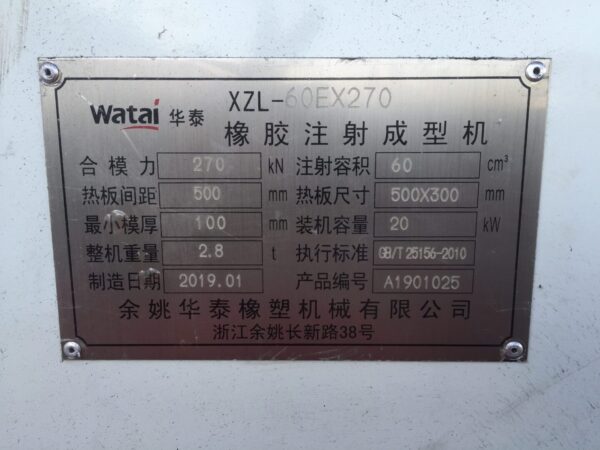 Watai 华泰 XZL-60EX270
橡胶注射成型机
合模力 270 kN 注射容积 60 cm³
热板间距 500 mm 热板尺寸 500X300 mm
最小模厚 100 mm 装机容量 20 kW
整机重量 2.8 t 执行标准 GB/T 25156-2010
制造日期 2019.01 产品编号 A1901025
余姚华泰橡塑机械有限公司
浙江余姚长新路38号